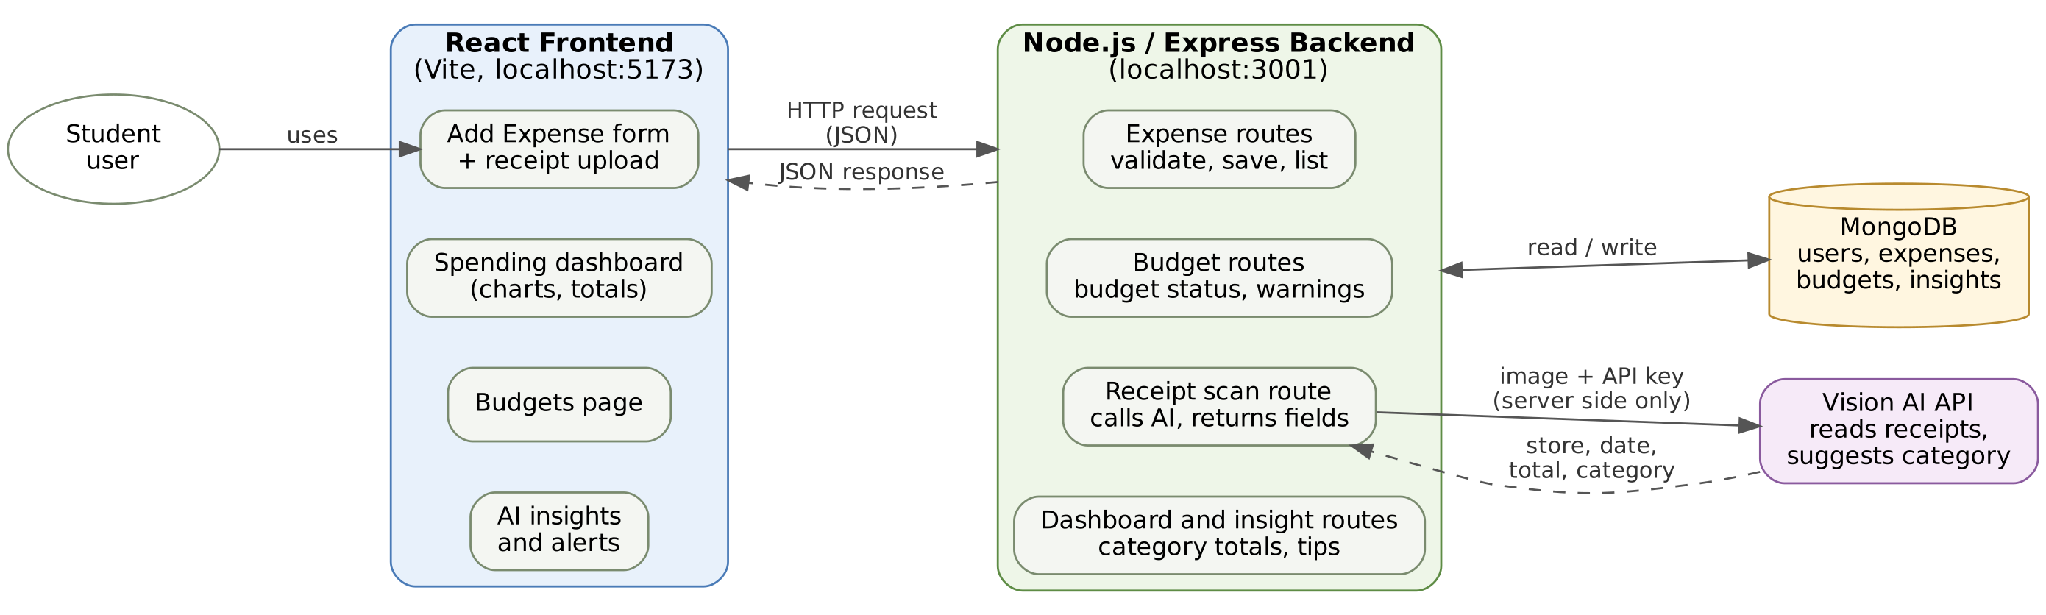 Student
user
uses
React Frontend
(Vite, localhost:5173)
Add Expense form
+ receipt upload
Spending dashboard
(charts, totals)
Budgets page
AI insights
and alerts
HTTP request
(JSON)
JSON response
Node.js / Express Backend
(localhost:3001)
Expense routes
validate, save, list
Budget routes
budget status, warnings
Receipt scan route
calls AI, returns fields
Dashboard and insight routes
category totals, tips
read / write
image + API key
(server side only)
store, date,
total, category
MongoDB
users, expenses,
budgets, insights
Vision AI API
reads receipts,
suggests category